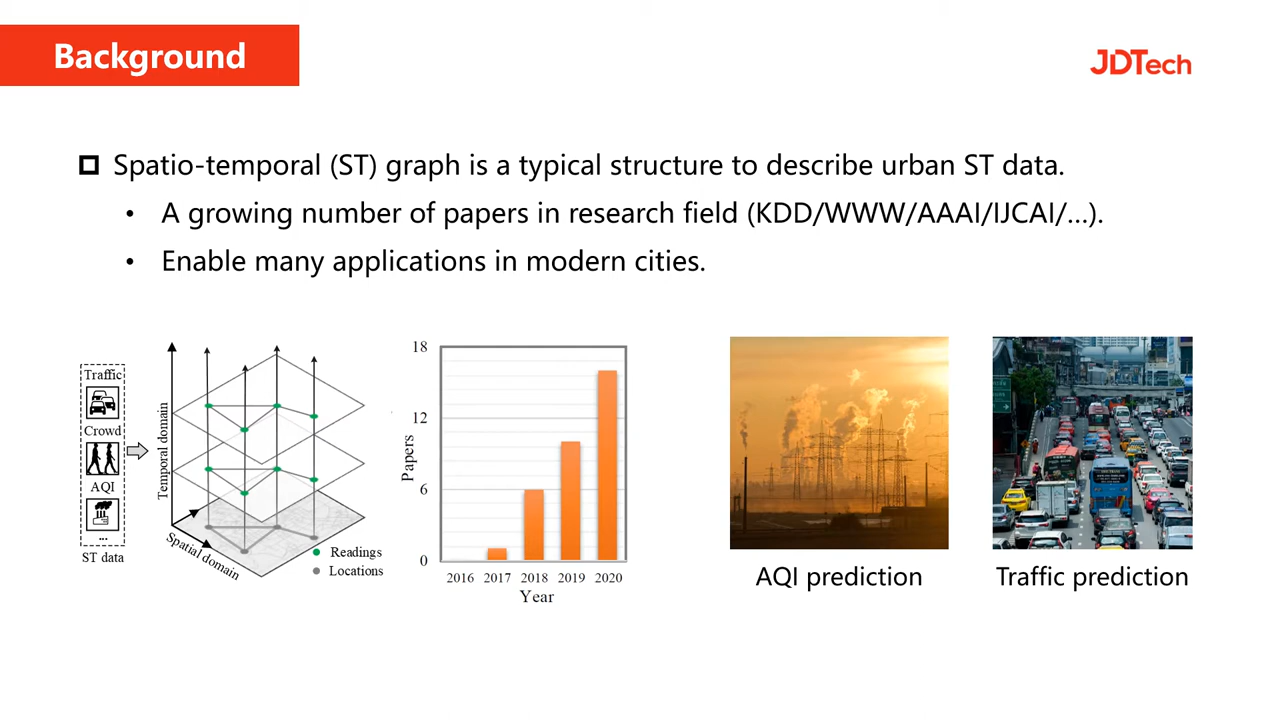 Background
JDTech
Spatio-temporal (ST) graph is a typical structure to describe urban ST data.
• A growing number of papers in research field (KDD/WWW/AAAI/IJCAI/…).
• Enable many applications in modern cities.
Traffic
Crowd
AQI
...
ST data
Temporal domain
Spatial domain
Readings
Locations
Papers
18
12
6
0
2016 2017 2018 2019 2020
Year
AQI prediction
Traffic prediction